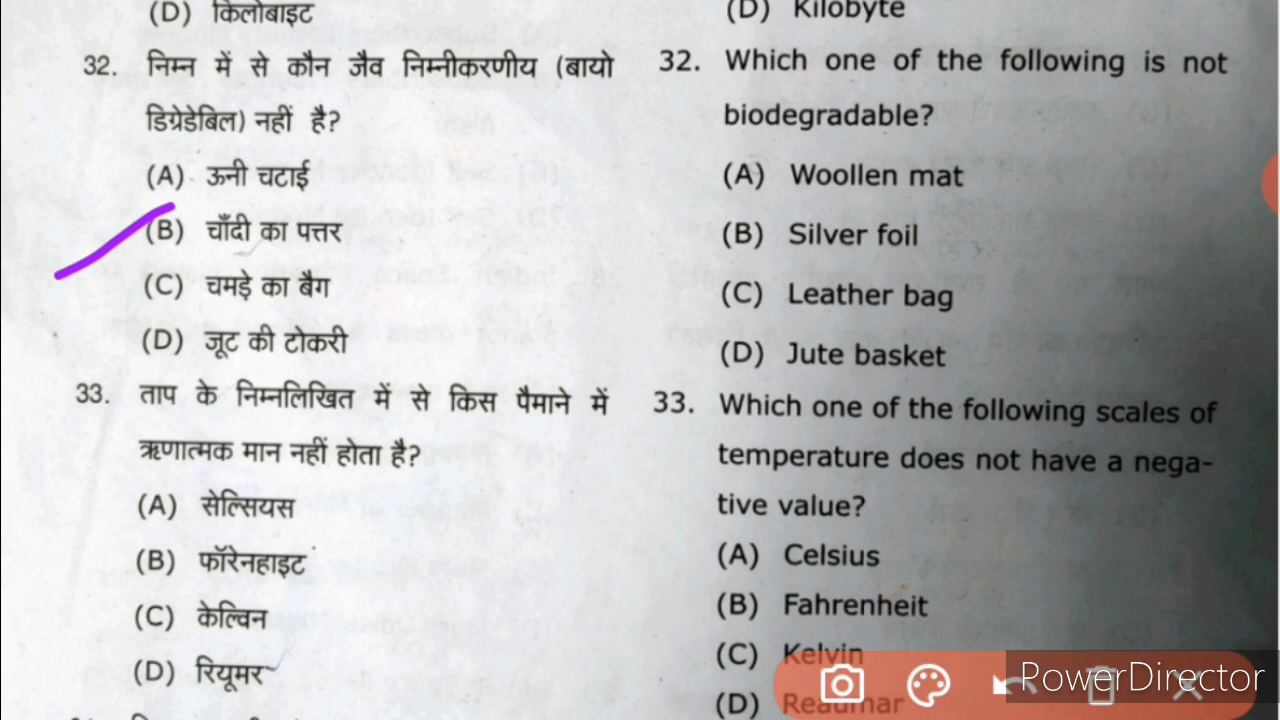 (D) किलोबाइट
32. निम्न में से कौन जैव निम्नीकरणीय (बायो
डिग्रेडेबिल) नहीं है?
(A) ऊनी चटाई
(B) चाँदी का पत्तर
(C) चमड़े का बैग
(D) जूट की टोकरी
33. ताप के निम्नलिखित में से किस पैमाने में
ऋणात्मक मान नहीं होता है?
(A) सेल्सियस
(B) फॉरेनहाइट
(C) केल्विन
(D) रियूमर
(D) Kilobyte
32. Which one of the following is not
biodegradable?
(A) Woollen mat
(B) Silver foil
(C) Leather bag
(D) Jute basket
33. Which one of the following scales of
temperature does not have a nega-
tive value?
(A) Celsius
(B) Fahrenheit
(C) Kelvin
(D) Reaumar
PowerDirector